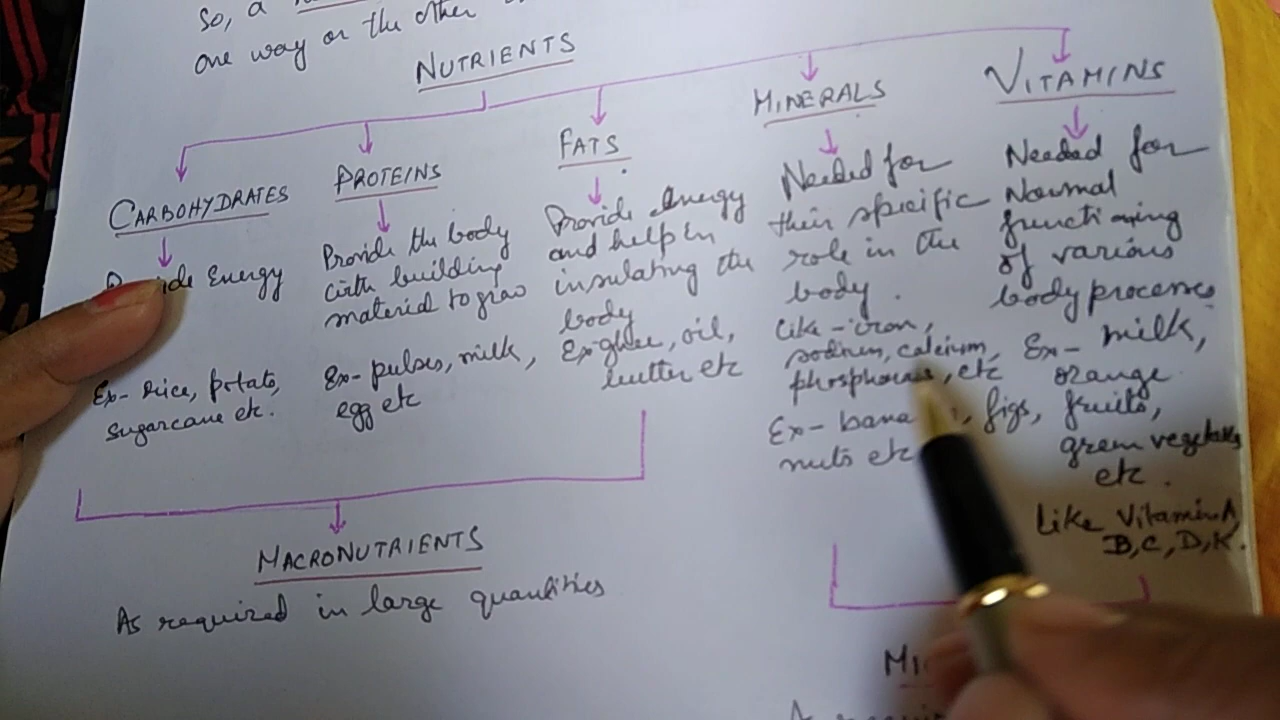 So, a
one way or the other
NUTRIENTS
CARBOHYDRATES
Provide Energy
Ex- rice, potato,
sugarcane etc.
PROTEINS
Provide the body
with building
material to grow
Ex- pulses, milk,
egg etc
FATS
Provide energy
and help in
insulating the
body
Ex- ghee, oil,
butter etc
MINERALS
Needed for
their specific
role in the
body.
like - iron,
sodium, calcium,
phosphorus, etc
Ex- figs,
nuts etc
VITAMINS
Needed for
Normal
functioning
of various
body processes
Ex- milk,
orange
fruits,
green vegetables
etc.
like Vitamin A,
B, C, D, K.
MACRONUTRIENTS
As required in large quantities